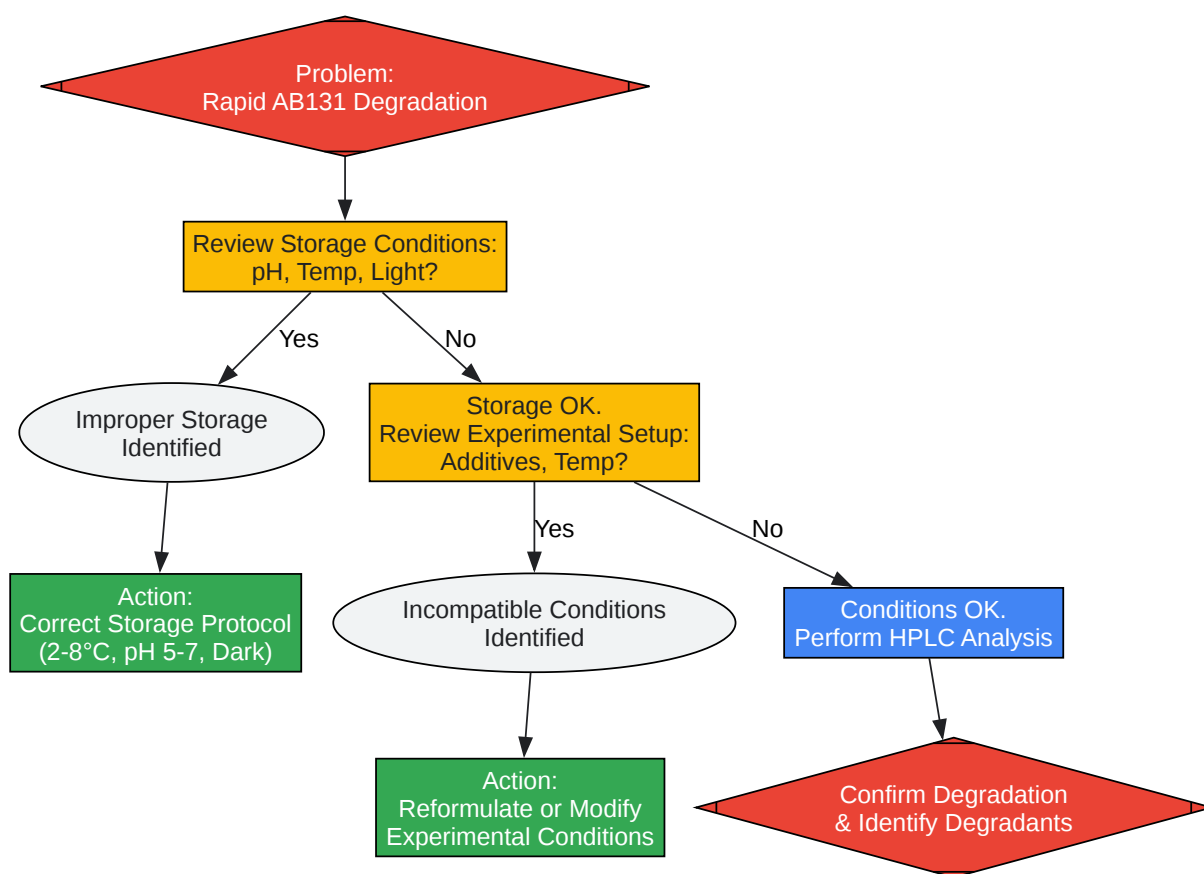 Problem:
Rapid AB131 Degradation
Review Storage Conditions:
pH, Temp, Light?
Yes
No
Improper Storage
Identified
Storage OK.
Review Experimental Setup:
Additives, Temp?
Yes
No
Action:
Correct Storage Protocol
(2-8°C, pH 5-7, Dark)
Incompatible Conditions
Identified
Conditions OK.
Perform HPLC Analysis
Action:
Reformulate or Modify
Experimental Conditions
Confirm Degradation
& Identify Degradants